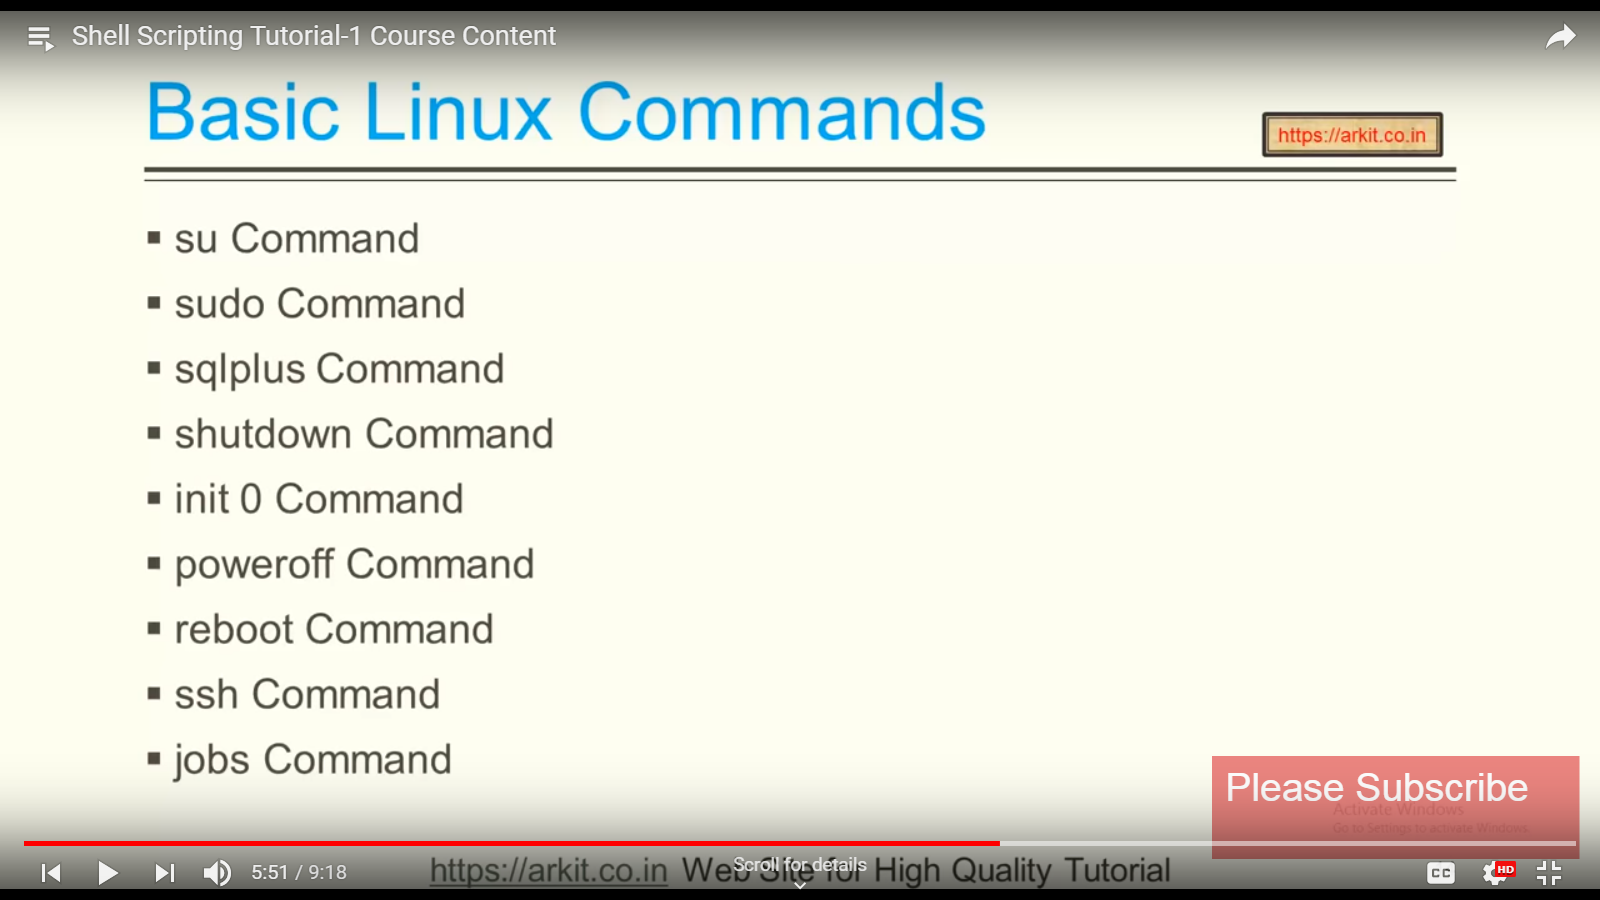 Shell Scripting Tutorial-1 Course Content
Basic Linux Commands
https://arkit.co.in
su Command
sudo Command
sqlplus Command
shutdown Command
init 0 Command
poweroff Command
reboot Command
ssh Command
jobs Command
Please Subscribe
Activate Windows
Go to Settings to activate Windows.
5:51 / 9:18
https://arkit.co.in Web Site for High Quality Tutorial
Scroll for details
CC
HD